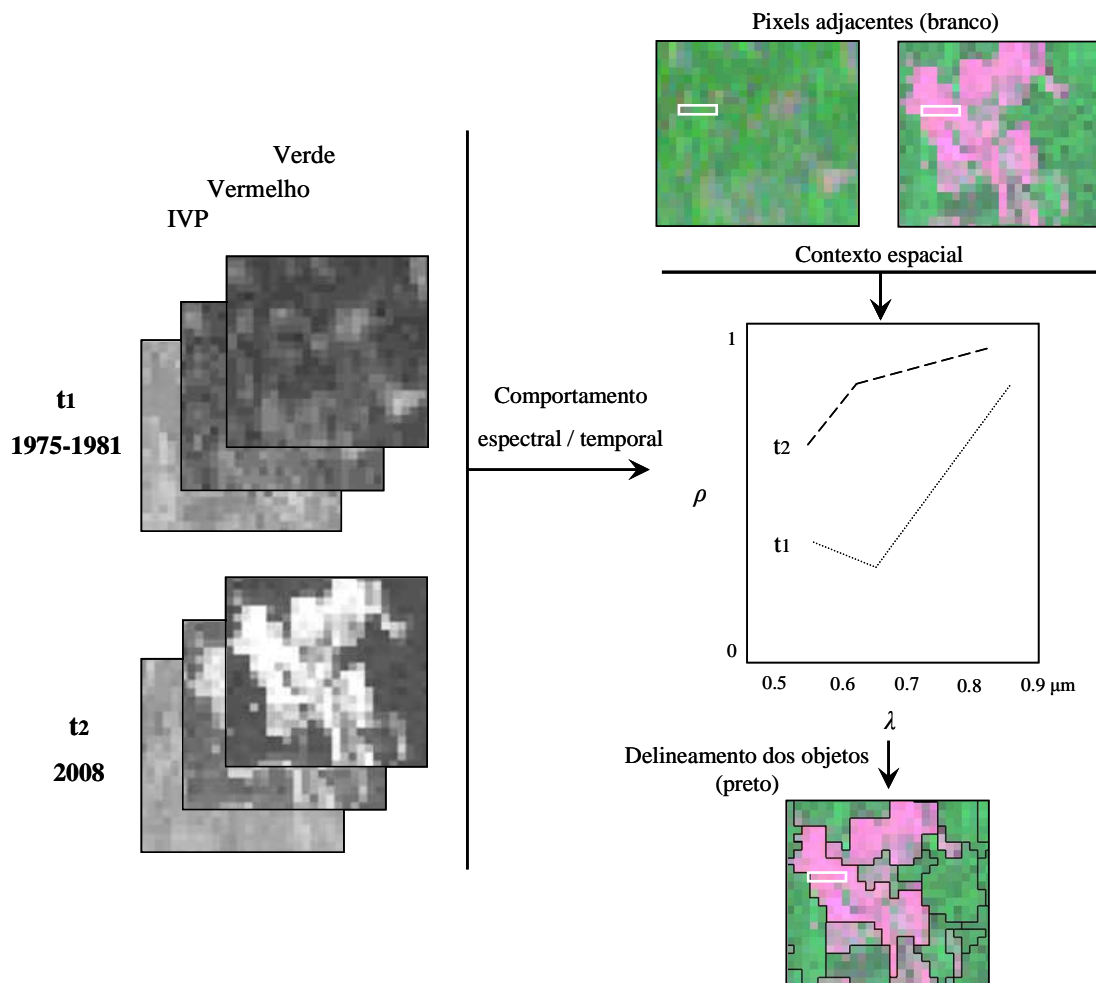 Pixels adjacentes (branco)
Verde
Vermelho
IVP
Contexto espacial
t1
1975-1981
t2
2008
Comportamento
espectral / temporal
1
t2
ρ
t1
0
0.5 0.6 0.7 0.8 0.9 μm
λ
Delineamento dos objetos
(preto)